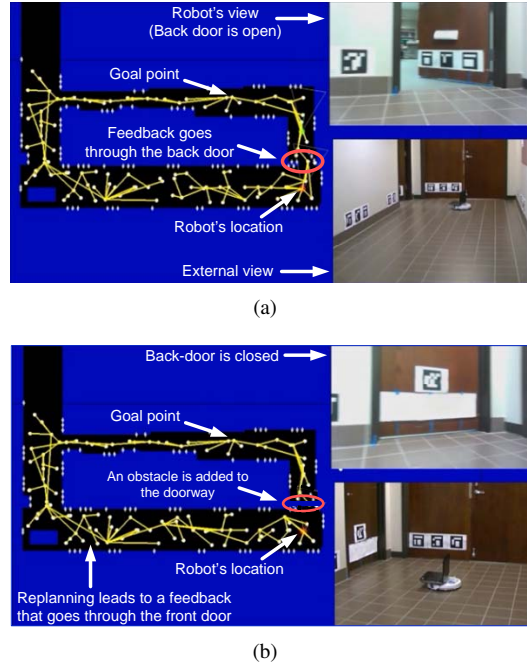 Robot's view
(Back door is open)
Goal point
Feedback goes
through the back door
Robot's location
External view
(a)
Back-door is closed
Goal point
An obstacle is added to
the doorway
Robot's location
Replanning leads to a feedback
that goes through the front door
(b)